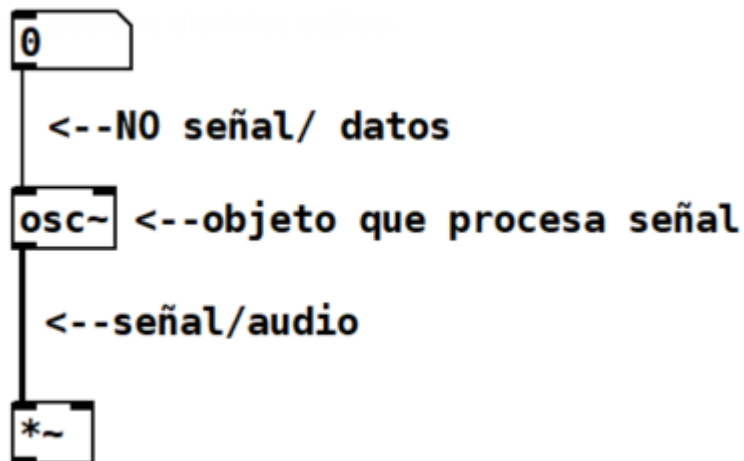 0
<--NO señal/ datos
osc~ <--objeto que procesa señal
<--señal/audio
*~